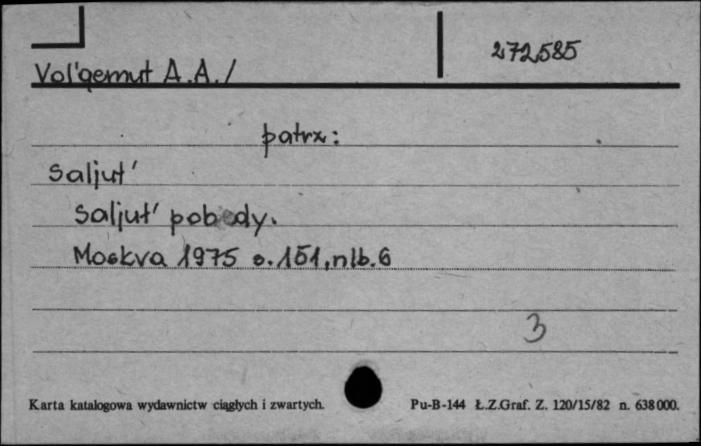 272585
Vol'gemut A.A./
patrz:
Saljut'
Saljut' pobedy.
Moskva 1975 s. 151, nlb. 6
3
Karta katalogowa wydawnictw ciągłych i zwartych. Pu-B-144 Ł.Z.Graf. Z. 120/15/82 n. 638000.